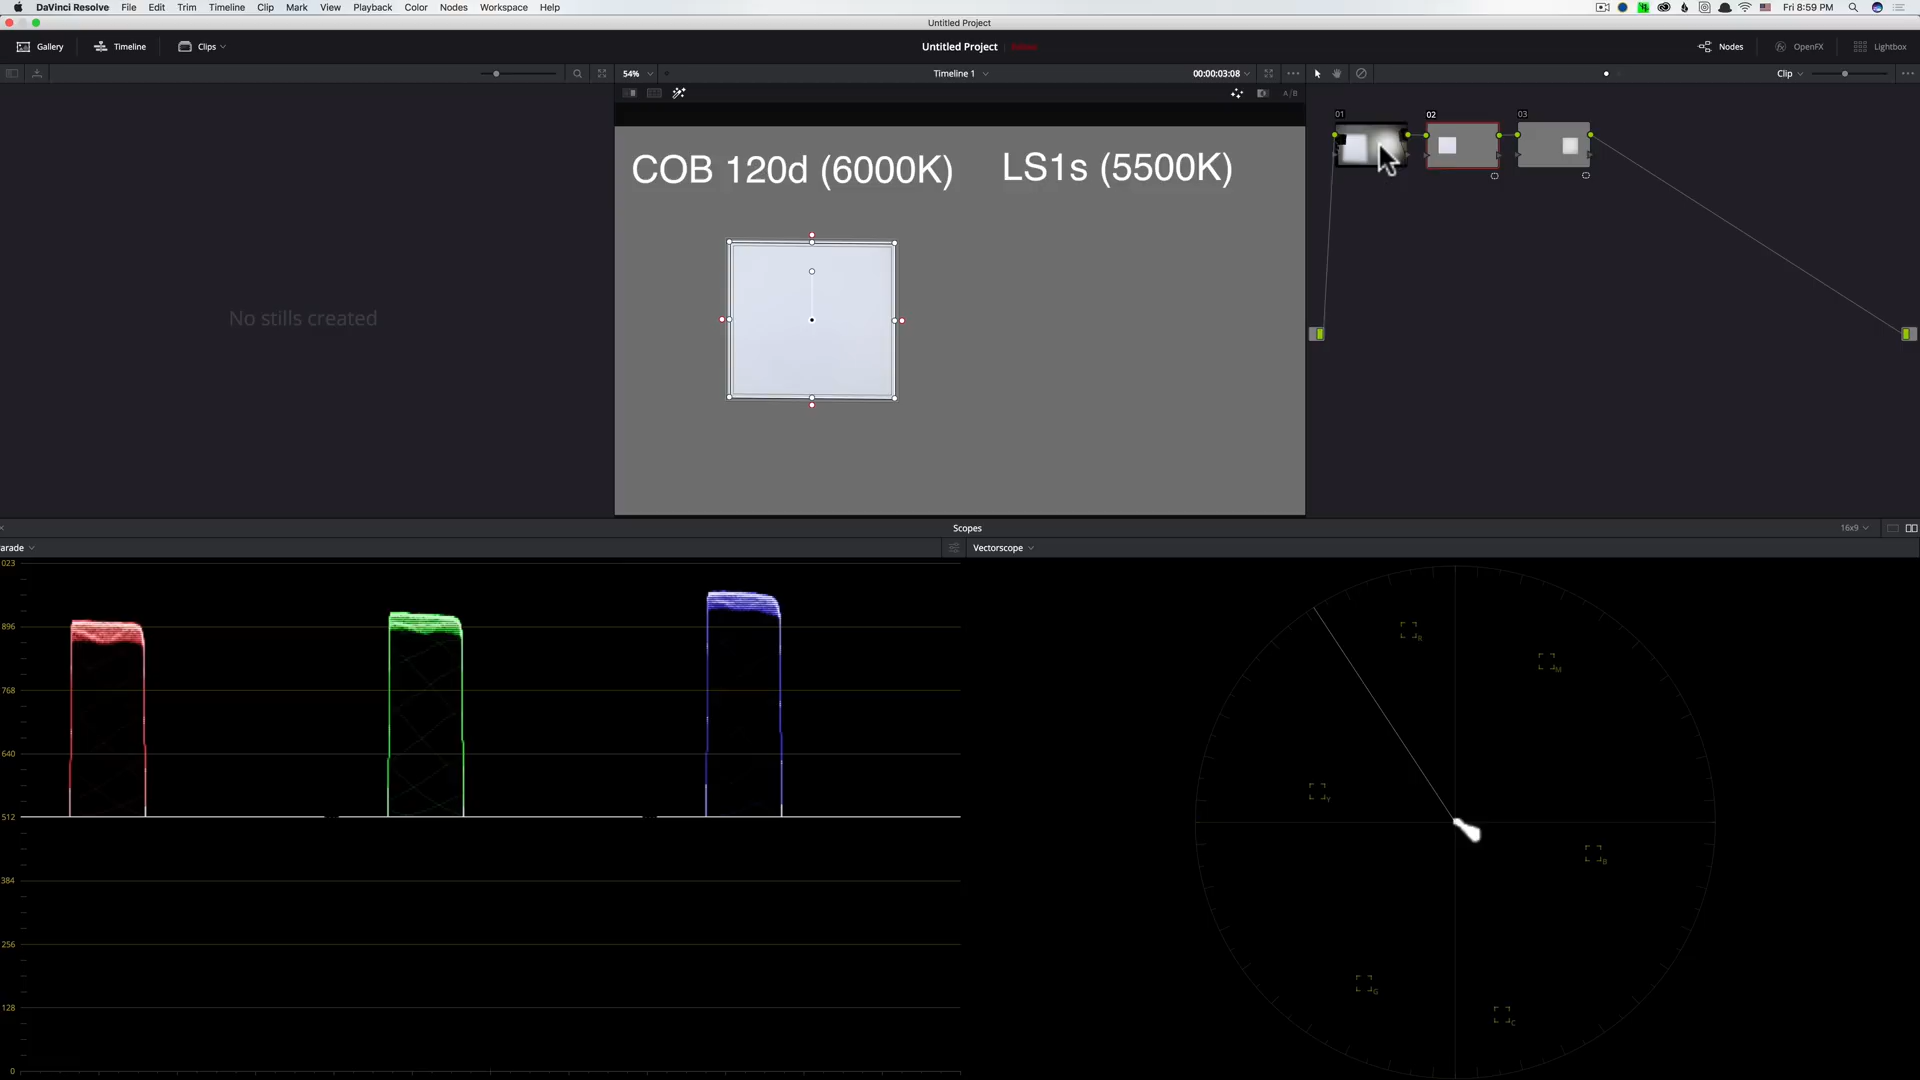 DaVinci Resolve File Edit Trim Timeline Clip Mark View Playback Color Nodes Workspace Help Fri 8:59 PM
Untitled Project
Gallery Timeline Clips Untitled Project Nodes OpenFX Lightbox
54% Timeline 1 00:00:03:08 Clip
A/B
01 02 03
COB 120d (6000K) LS1s (5500K)
No stills created
Scopes 16x9
arade Vectorscope
023
896
768
640
512
384
256
128
0
R
M
Y
B
G
C